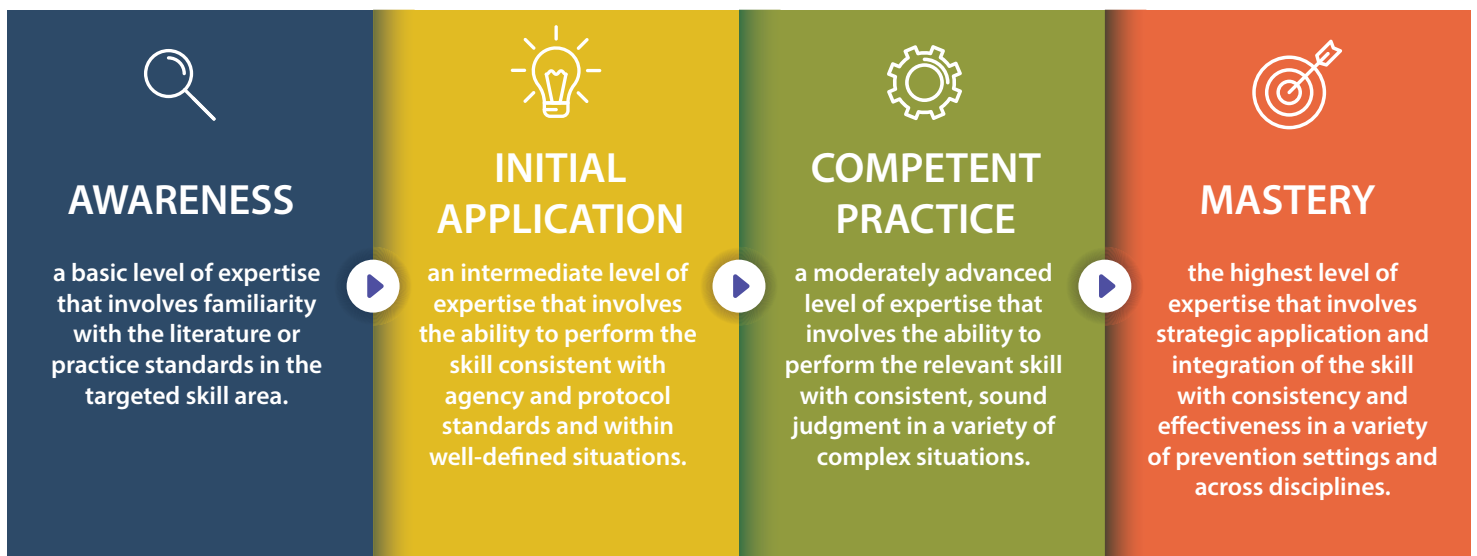 AWARENESS
a basic level of expertise
that involves familiarity
with the literature or
practice standards in the
targeted skill area.
INITIAL
APPLICATION
an intermediate level of
expertise that involves
the ability to perform the
skill consistent with
agency and protocol
standards and within
well-defined situations.
COMPETENT
PRACTICE
a moderately advanced
level of expertise that
involves the ability to
perform the relevant skill
with consistent, sound
judgment in a variety of
complex situations.
MASTERY
the highest level of
expertise that involves
strategic application and
integration of the skill
with consistency and
effectiveness in a variety
of prevention settings and
across disciplines.